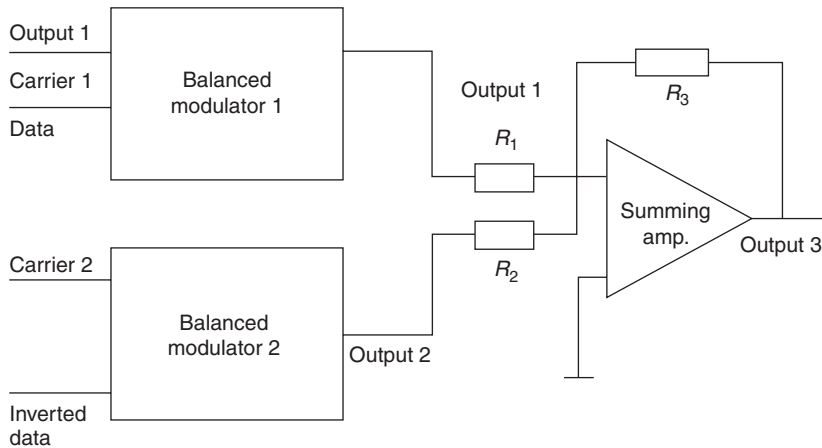 Output 1
Carrier 1
Data
Balanced
modulator 1
Output 1
R1
R3
Summing
amp.
Output 3
Carrier 2
Balanced
modulator 2
R2
Output 2
Inverted
data